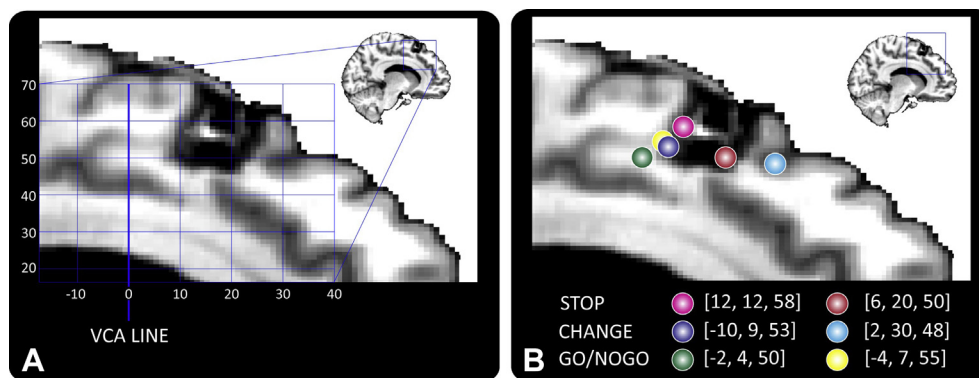 70
60
50
40
30
20
-10 0 10 20 30 40
VCA LINE
A
STOP [12, 12, 58] [6, 20, 50]
CHANGE [-10, 9, 53] [2, 30, 48]
GO/NOGO [-2, 4, 50] [-4, 7, 55]
B